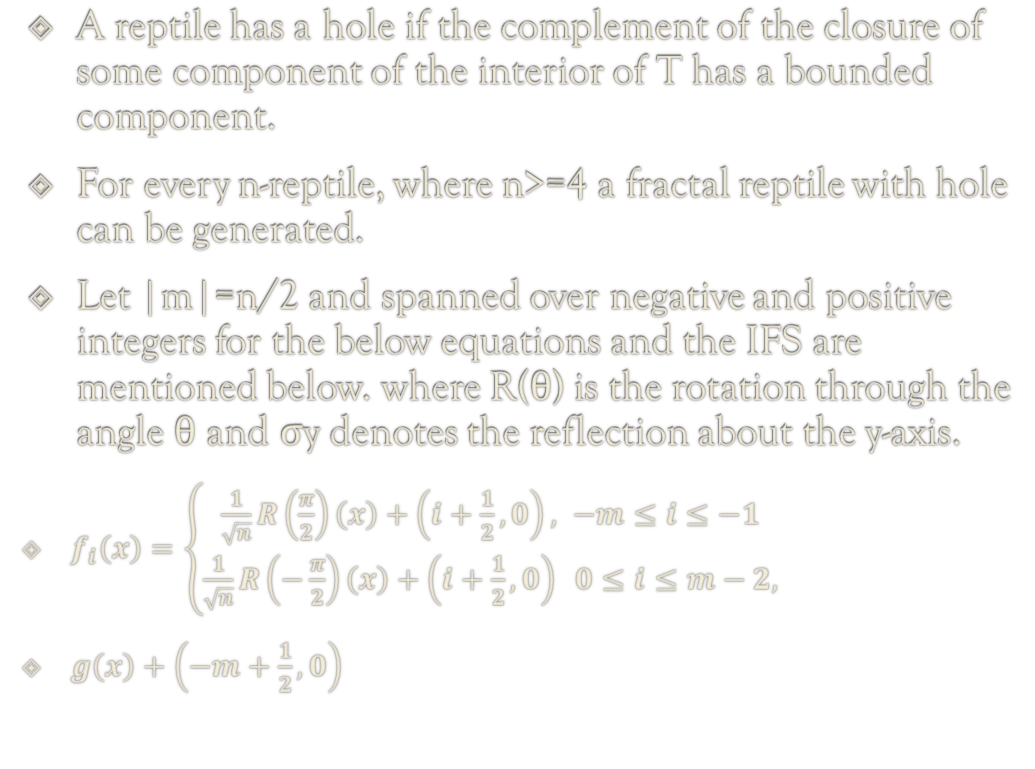 A reptile has a hole if the complement of the closure of
some component of the interior of T has a bounded
component.
For every n-reptile, where n>=4 a fractal reptile with hole
can be generated.
Let |m|=n/2 and spanned over negative and positive
integers for the below equations and the IFS are
mentioned below. where R(θ) is the rotation through the
angle θ and σy denotes the reflection about the y-axis.
f_i(x) = { 1/√n R(π/2)(x) + (i + 1/2, 0), −m ≤ i ≤ −1
1/√n R(−π/2)(x) + (i + 1/2, 0) 0 ≤ i ≤ m − 2,
g(x) + (−m + 1/2, 0)